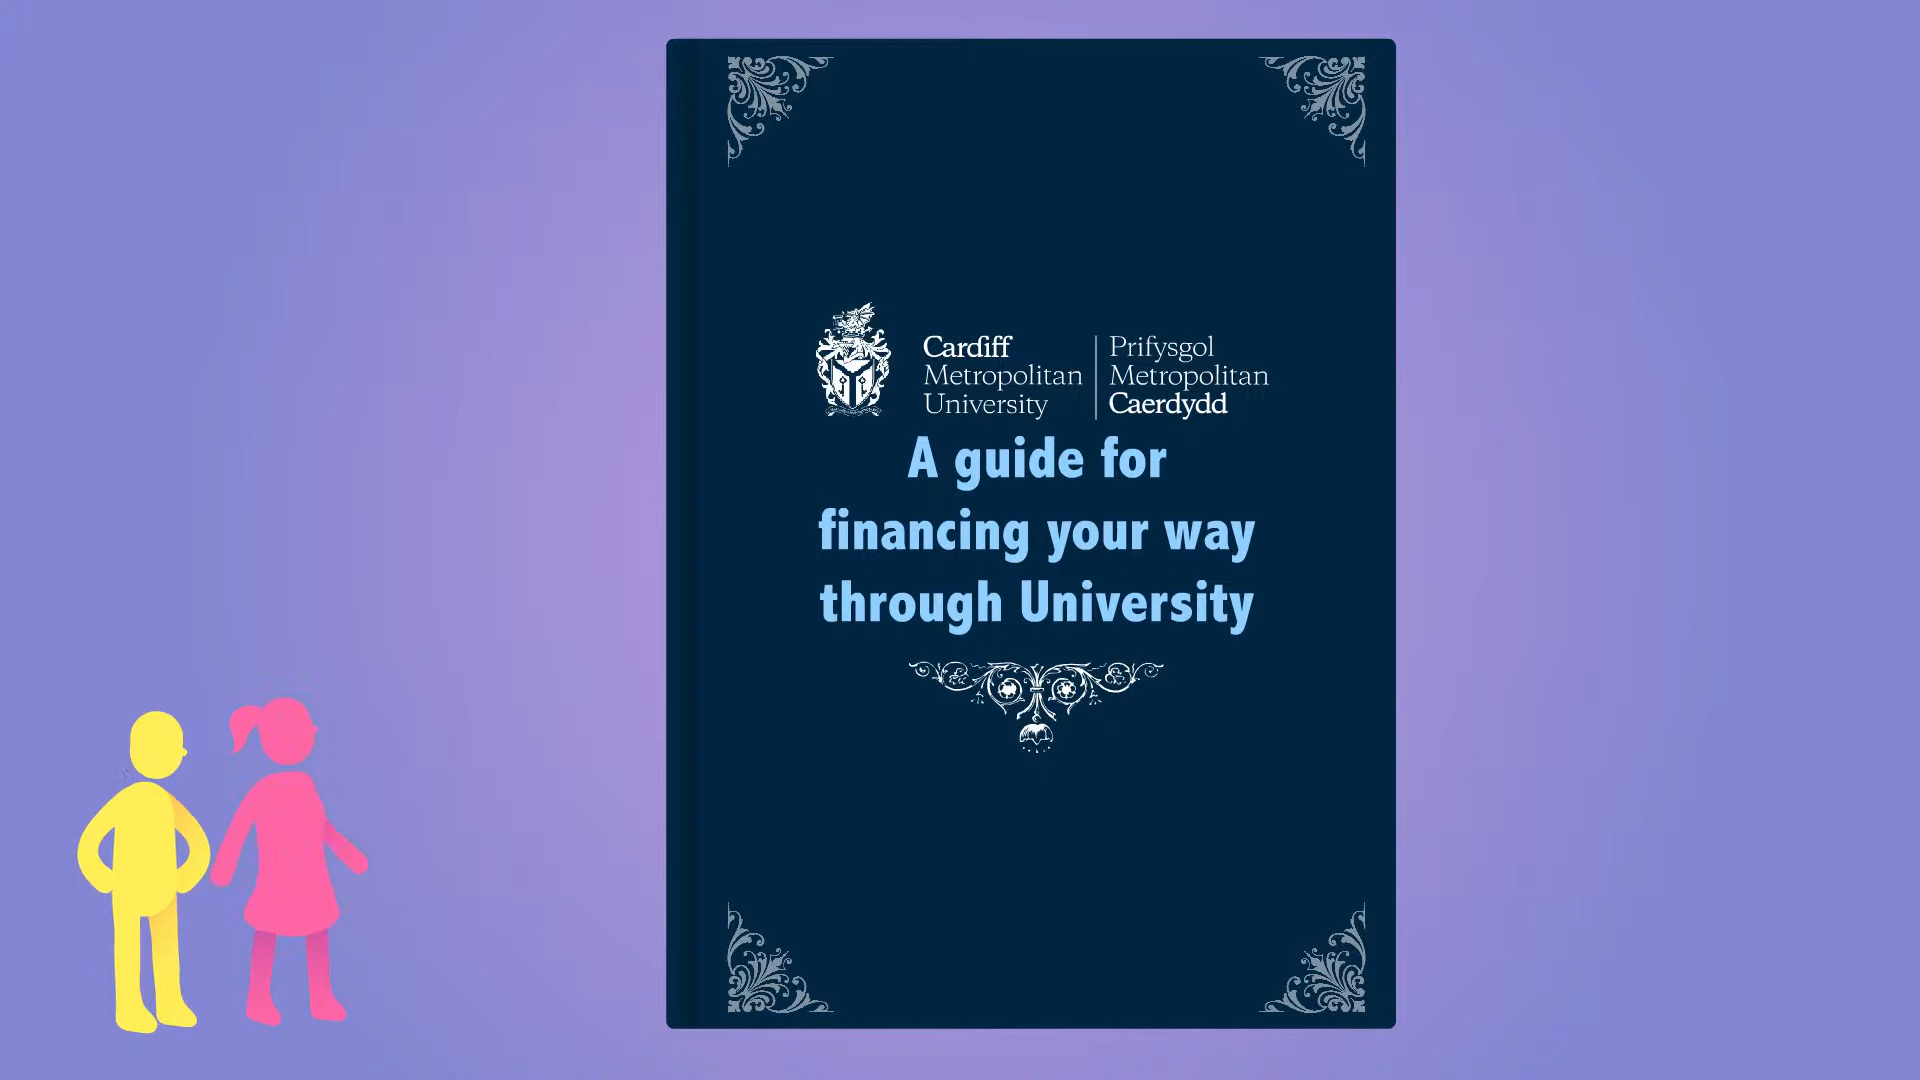 Cardiff
Metropolitan
University
Prifysgol
Metropolitan
Caerdydd
A guide for
financing your way
through University